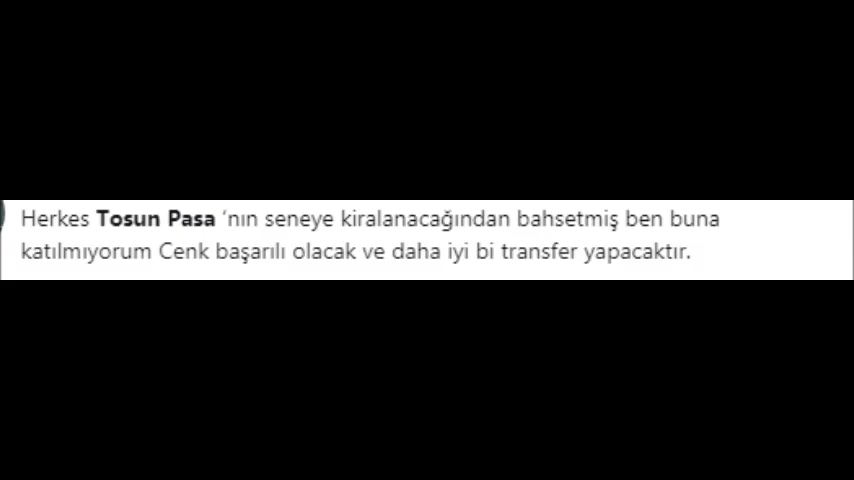 Herkes Tosun Pasa ‘nın seneye kiralanacağından bahsetmiş ben buna
katılmıyorum Cenk başarılı olacak ve daha iyi bi transfer yapacaktır.